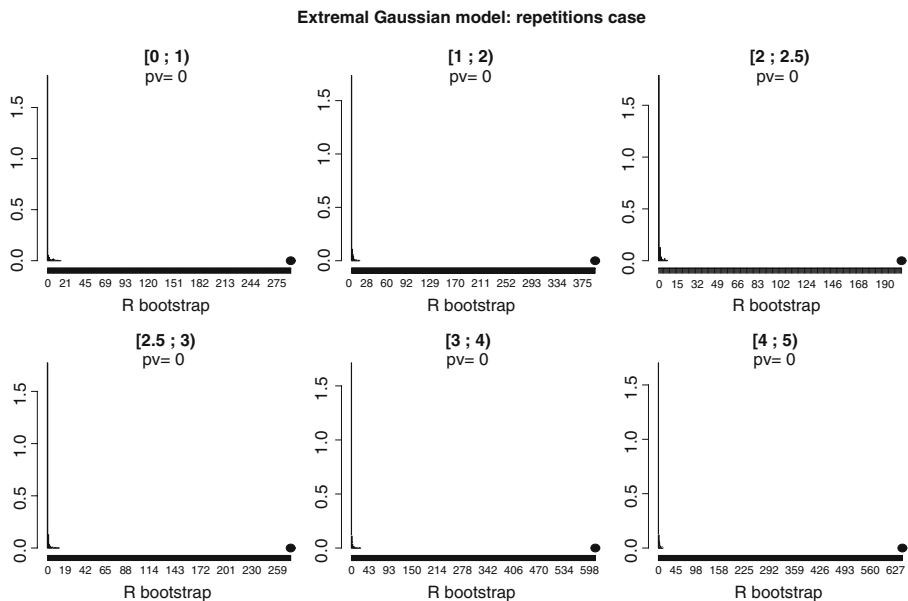 Extremal Gaussian model: repetitions case
[0 ; 1)
pv= 0
0.0 0.5 1.0 1.5
0 21 45 69 93 120 151 182 213 244 275
R bootstrap
[1 ; 2)
pv= 0
0.0 0.5 1.0 1.5
0 28 60 92 129 170 211 252 293 334 375
R bootstrap
[2 ; 2.5)
pv= 0
0.0 0.5 1.0 1.5
0 15 32 49 66 83 102 124 146 168 190
R bootstrap
[2.5 ; 3)
pv= 0
0.0 0.5 1.0 1.5
0 19 42 65 88 114 143 172 201 230 259
R bootstrap
[3 ; 4)
pv= 0
0.0 0.5 1.0 1.5
0 43 93 150 214 278 342 406 470 534 598
R bootstrap
[4 ; 5)
pv= 0
0.0 0.5 1.0 1.5
0 45 98 158 225 292 359 426 493 560 627
R bootstrap